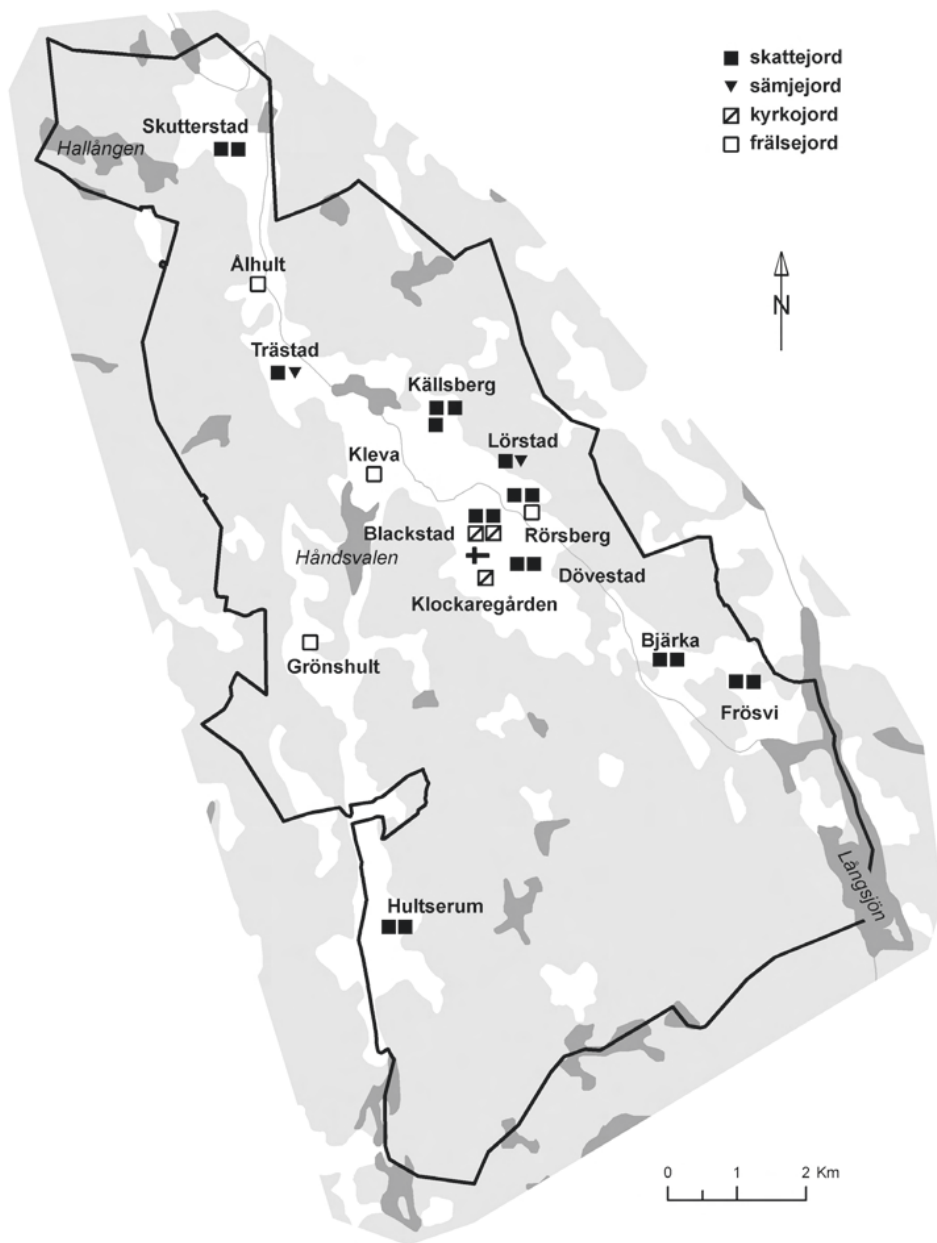 skattejord
sämjejord
kyrkojord
frälsejord
Skutterstad
Hallången
Ålhult
N
Trästad
Källsberg
Lörstad
Kleva
Blackstad
Rörsberg
Håndsvalen
Dövestad
Klockaregården
Bjärka
Grönshult
Frösvi
Långsjön
Hultserum
0 1 2 Km